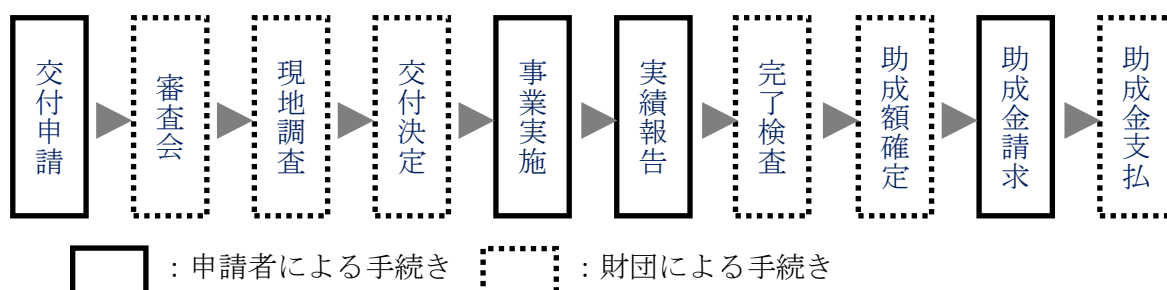 交付申請
審査会
現地調査
交付決定
事業実施
実績報告
完了検査
助成額確定
助成金請求
助成金支払
：申請者による手続き
：財団による手続き